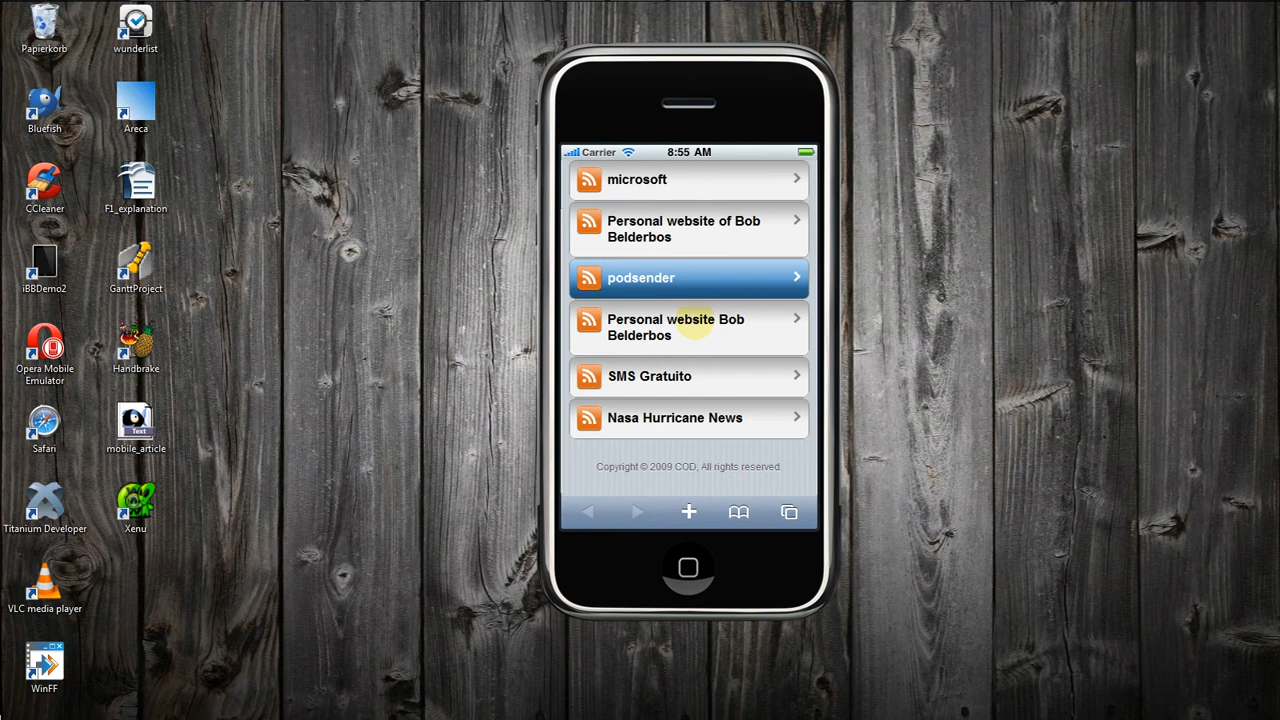 Papierkorb
wunderlist
Bluefish
Areca
CCleaner
F1_explanation
iBBDemo2
GanttProject
Opera Mobile
Emulator
Handbrake
Safari
Text
mobile_article
Titanium Developer
Xenu
VLC media player
WinFF
Carrier
8:55 AM
microsoft
Personal website of Bob
Belderbos
podsender
Personal website Bob
Belderbos
SMS Gratuito
Nasa Hurricane News
Copyright © 2009 COD, All rights reserved.